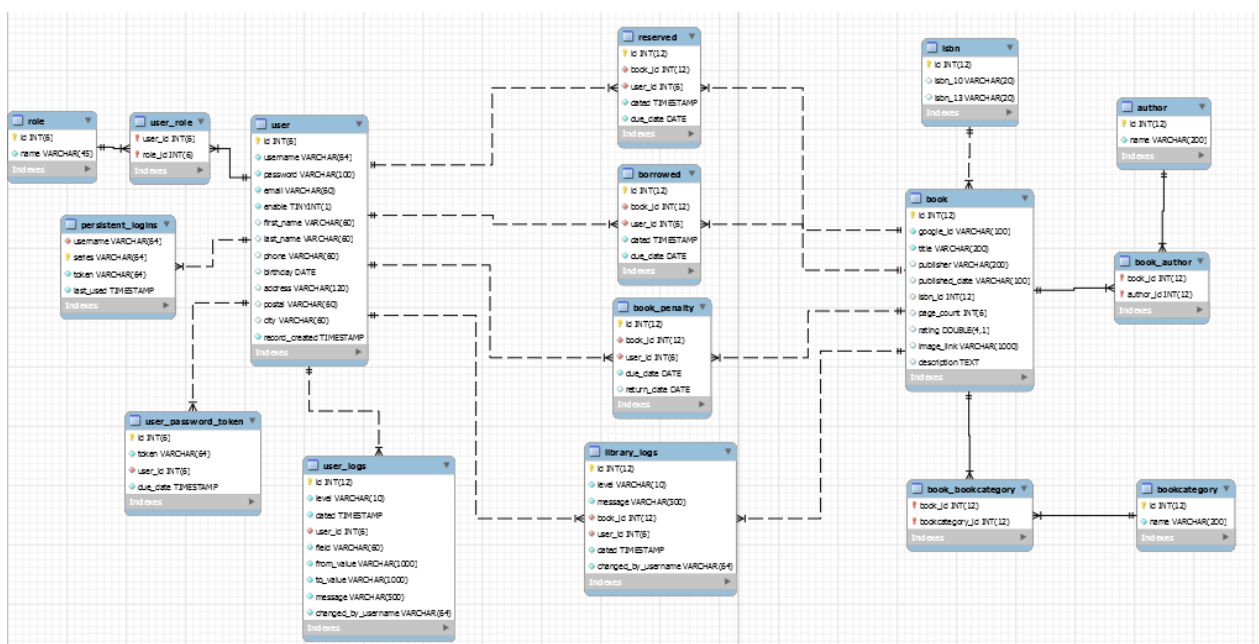 role
id INT(6)
name VARCHAR(45)
Indexes
user_role
user_id INT(6)
role_id INT(6)
Indexes
user
id INT(6)
username VARCHAR(64)
password VARCHAR(100)
email VARCHAR(60)
enable TINYINT(1)
first_name VARCHAR(60)
last_name VARCHAR(60)
phone VARCHAR(60)
birthday DATE
address VARCHAR(120)
postal VARCHAR(60)
city VARCHAR(60)
record_created TIMESTAMP
Indexes
persistent_logins
username VARCHAR(64)
series VARCHAR(64)
token VARCHAR(64)
last_used TIMESTAMP
Indexes
user_password_token
id INT(6)
token VARCHAR(64)
user_id INT(6)
due_date TIMESTAMP
Indexes
user_logs
id INT(12)
level VARCHAR(10)
dated TIMESTAMP
user_id INT(6)
field VARCHAR(60)
from_value VARCHAR(1000)
to_value VARCHAR(1000)
message VARCHAR(500)
changed_by_username VARCHAR(64)
Indexes
reserved
id INT(12)
book_id INT(12)
user_id INT(6)
dated TIMESTAMP
due_date DATE
Indexes
borrowed
id INT(12)
book_id INT(12)
user_id INT(6)
dated TIMESTAMP
due_date DATE
Indexes
book_penalty
id INT(12)
book_id INT(12)
user_id INT(6)
due_date DATE
return_date DATE
Indexes
library_logs
id INT(12)
level VARCHAR(10)
message VARCHAR(500)
book_id INT(12)
user_id INT(6)
dated TIMESTAMP
changed_by_username VARCHAR(64)
Indexes
isbn
id INT(12)
isbn_10 VARCHAR(20)
isbn_13 VARCHAR(20)
Indexes
book
id INT(12)
google_id VARCHAR(100)
title VARCHAR(200)
publisher VARCHAR(200)
published_date VARCHAR(100)
isbn_id INT(12)
page_count INT(6)
rating DOUBLE(4,1)
image_link VARCHAR(1000)
description TEXT
Indexes
author
id INT(12)
name VARCHAR(200)
Indexes
book_author
book_id INT(12)
author_id INT(12)
Indexes
book_bookcategory
book_id INT(12)
bookcategory_id INT(12)
Indexes
bookcategory
id INT(12)
name VARCHAR(200)
Indexes